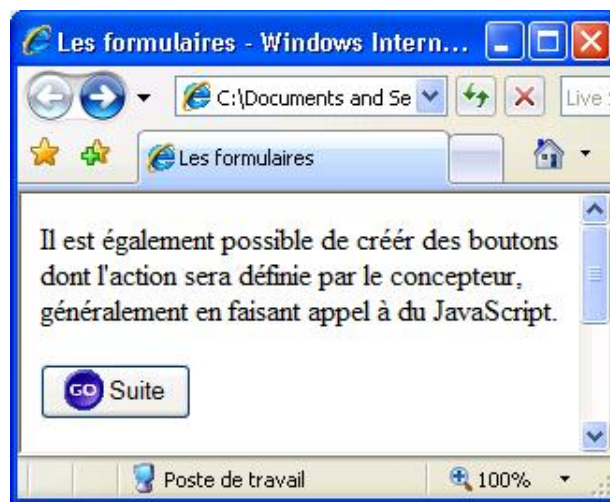 Les formulaires - Windows Intern...
C:\Documents and Se
Live
Les formulaires
Il est également possible de créér des boutons
dont l'action sera définie par le concepteur,
généralement en faisant appel à du JavaScript.
GO Suite
Poste de travail
100%